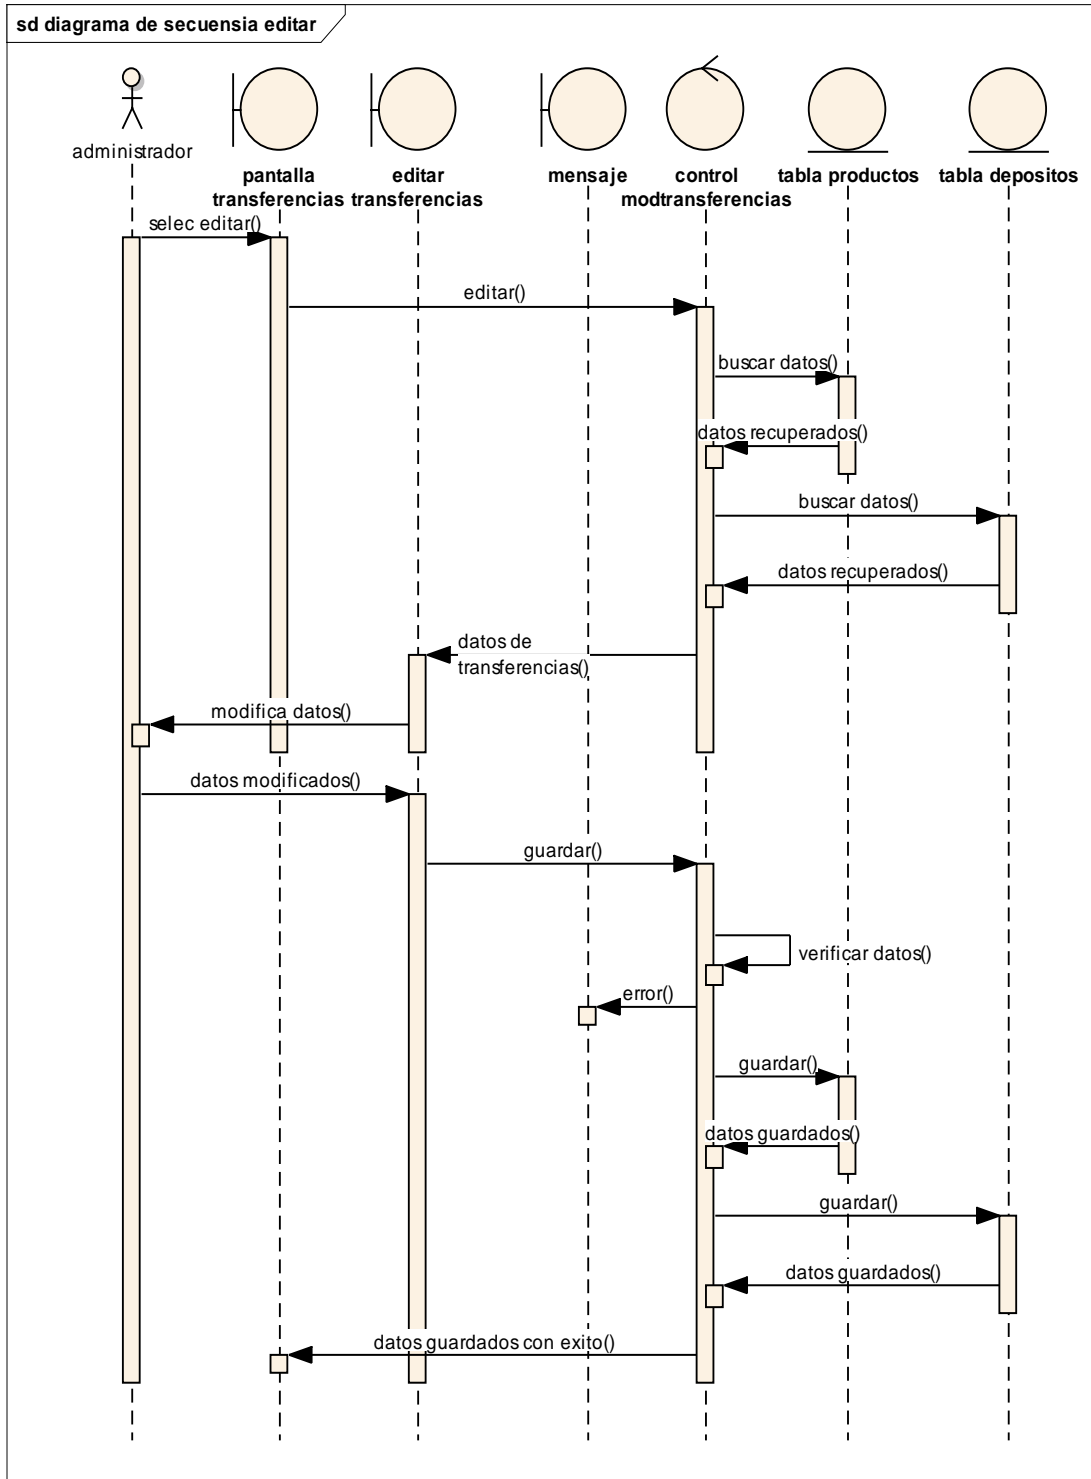 sd diagrama de secuensia editar
administrador
pantalla
transferencias
editar
transferencias
mensaje
control
modtransferencias
tabla productos
tabla depositos
selec editar()
editar()
buscar datos()
datos recuperados()
buscar datos()
datos recuperados()
datos de
transferencias()
modifica datos()
datos modificados()
guardar()
verificar datos()
error()
guardar()
datos guardados()
guardar()
datos guardados()
datos guardados con exito()